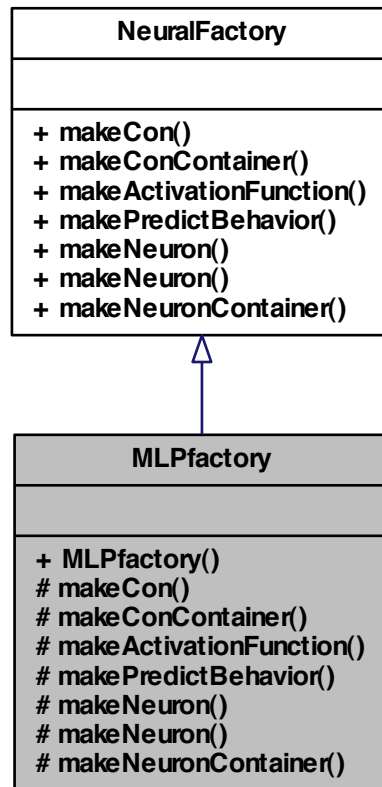 NeuralFactory
+ makeCon()
+ makeConContainer()
+ makeActivationFunction()
+ makePredictBehavior()
+ makeNeuron()
+ makeNeuron()
+ makeNeuronContainer()
MLPfactory
+ MLPfactory()
# makeCon()
# makeConContainer()
# makeActivationFunction()
# makePredictBehavior()
# makeNeuron()
# makeNeuron()
# makeNeuronContainer()